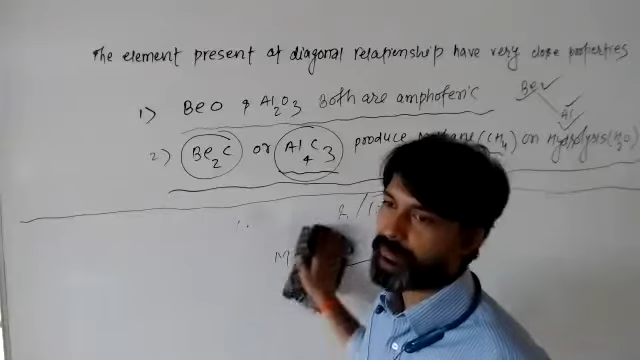 The element present at diagonal relationship have very close properties
Be
Al
1) BeO & Al2O3 Both are amphoteric
2) Be2C or Al4C3 produce methane (CH4) on Hydrolysis (H2O)
M